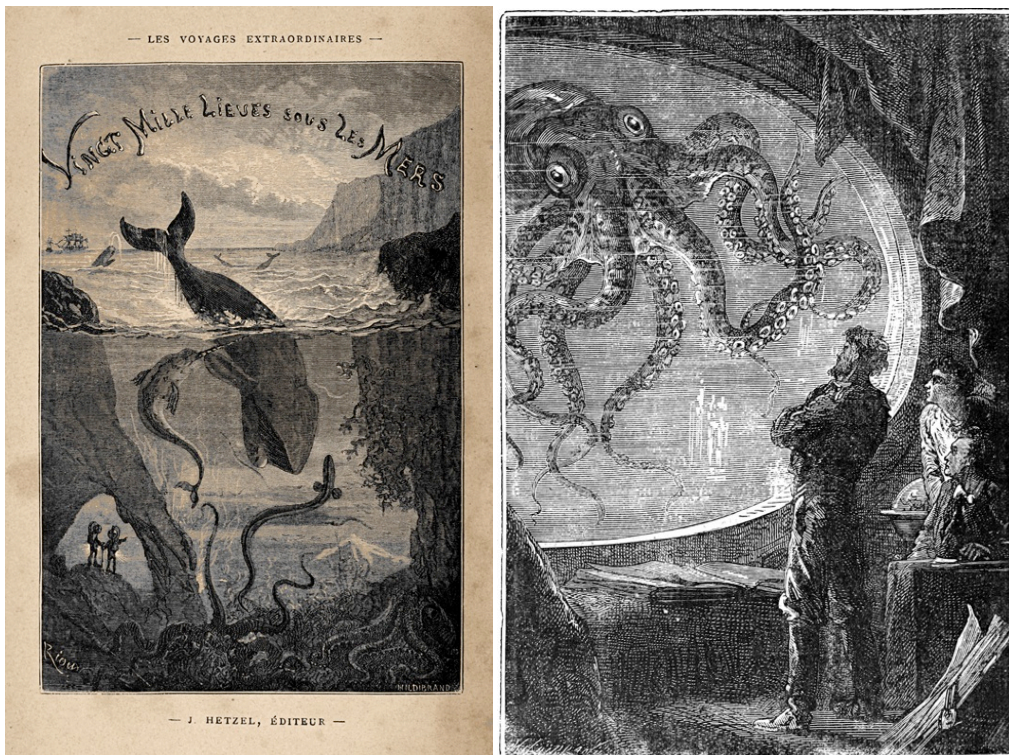 — LES VOYAGES EXTRAORDINAIRES —
VINGT MILLE LIEUES SOUS LES MERS
Riou
HILDIBRAND
— J. HETZEL, ÉDITEUR —